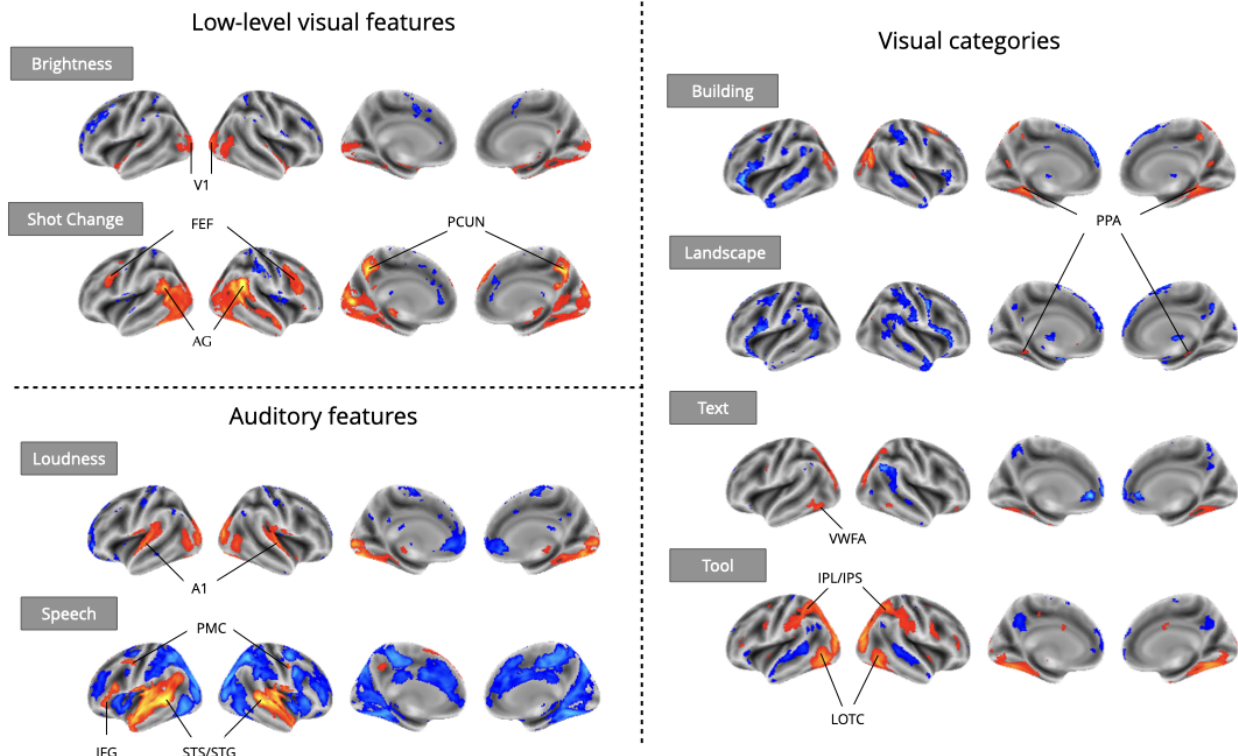 Low-level visual features
Brightness
V1
Shot Change
FEF
PCUN
AG
Auditory features
Loudness
A1
Speech
PMC
IFG
STS/STG
Visual categories
Building
PPA
Landscape
Text
VWFA
Tool
IPL/IPS
LOTC